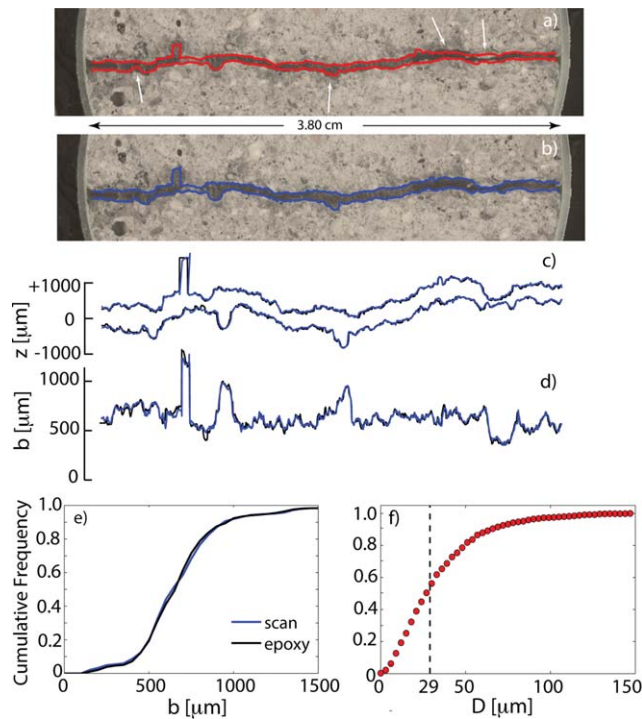 a)
3.80 cm
b)
c)
+1000
0
-1000
z [μm]
d)
1000
500
0
b [μm]
e)
1.0
0.8
0.6
0.4
0.2
0
Cumulative Frequency
scan
epoxy
0 500 1000 1500
b [μm]
f)
1.0
0.8
0.6
0.4
0.2
0
0 29 50 100 150
D [μm]